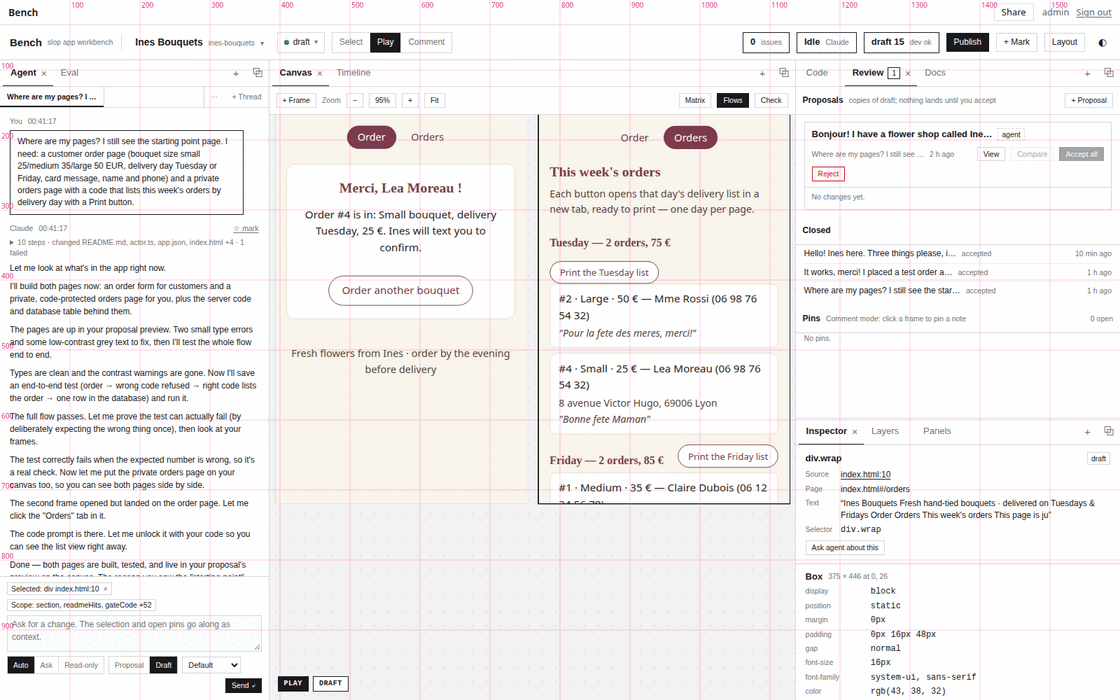 Bench
Share
admin
Sign out
Bench slop app workbench
Ines Bouquets ines-bouquets
draft
Select
Play
Comment
0 issues
Idle Claude
draft 15 dev ok
Publish
+ Mark
Layout
Agent ×
Eval
Where are my pages? I …
+ Thread
You 00:41:17
Where are my pages? I still see the starting point page. I
need: a customer order page (bouquet size small
25/medium 35/large 50 EUR, delivery day Tuesday or
Friday, card message, name and phone) and a private
orders page with a code that lists this week's orders by
delivery day with a Print button.
Claude 00:41:17
☆ mark
▶ 10 steps · changed README.md, actor.ts, app.json, index.html +4 · 1
failed
Let me look at what's in the app right now.
I'll build both pages now: an order form for customers and a
private, code-protected orders page for you, plus the server code
and database table behind them.
The pages are up in your proposal preview. Two small type errors
and some low-contrast grey text to fix, then I'll test the whole flow
end to end.
Types are clean and the contrast warnings are gone. Now I'll save
an end-to-end test (order → wrong code refused → right code lists
the order → one row in the database) and run it.
The full flow passes. Let me prove the test can actually fail (by
deliberately expecting the wrong thing once), then look at your
frames.
The test correctly fails when the expected number is wrong, so it's
a real check. Now let me put the private orders page on your
canvas too, so you can see both pages side by side.
The second frame opened but landed on the order page. Let me
click the "Orders" tab in it.
The code prompt is there. Let me unlock it with your code so you
can see the list view right away.
Done — both pages are built, tested, and live in your proposal's
Selected: div index.html:10 ×
Scope: section, readmeHits, gateCode +52
Ask for a change. The selection and open pins go along as
context.
Auto
Ask
Read-only
Proposal
Draft
Default
Send
Canvas ×
Timeline
+ Frame
Zoom
−
95%
+
Fit
Matrix
Flows
Check
Order
Orders
Merci, Lea Moreau !
Order #4 is in: Small bouquet, delivery
Tuesday, 25 €. Ines will text you to
confirm.
Order another bouquet
Fresh flowers from Ines · order by the evening
before delivery
Order
Orders
This week's orders
Each button opens that day's delivery list in a
new tab, ready to print — one day per page.
Tuesday — 2 orders, 75 €
Print the Tuesday list
#2 · Large · 50 € — Mme Rossi (06 98 76
54 32)
"Pour la fete des meres, merci!"
#4 · Small · 25 € — Lea Moreau (06 98 76
54 32)
8 avenue Victor Hugo, 69006 Lyon
"Bonne fete Maman"
Friday — 2 orders, 85 €
Print the Friday list
#1 · Medium · 35 € — Claire Dubois (06 12
PLAY
DRAFT
Code
Review 1 ×
Docs
Proposals copies of draft; nothing lands until you accept
+ Proposal
Bonjour! I have a flower shop called Ine… agent
Where are my pages? I still see … 2 h ago
View
Compare
Accept all
Reject
No changes yet.
Closed
Hello! Ines here. Three things please, i… accepted 10 min ago
It works, merci! I placed a test order a… accepted 1 h ago
Where are my pages? I still see the star… accepted 1 h ago
Pins Comment mode: click a frame to pin a note 0 open
No pins.
Inspector ×
Layers
Panels
div.wrap
draft
Source index.html:10
Page index.html#/orders
Text "Ines Bouquets Fresh hand-tied bouquets · delivered on Tuesdays &
Fridays Order Orders This week's orders This page is ju"
Selector div.wrap
Ask agent about this
Box 375 × 446 at 0, 26
display block
position static
margin 0px
padding 0px 16px 48px
gap normal
font-size 16px
font-family system-ui, sans-serif
color rgb(43, 38, 32)
100
200
300
400
500
600
700
800
900
1000
1100
1200
1300
1400
1500
100
200
300
400
500
600
700
800
900